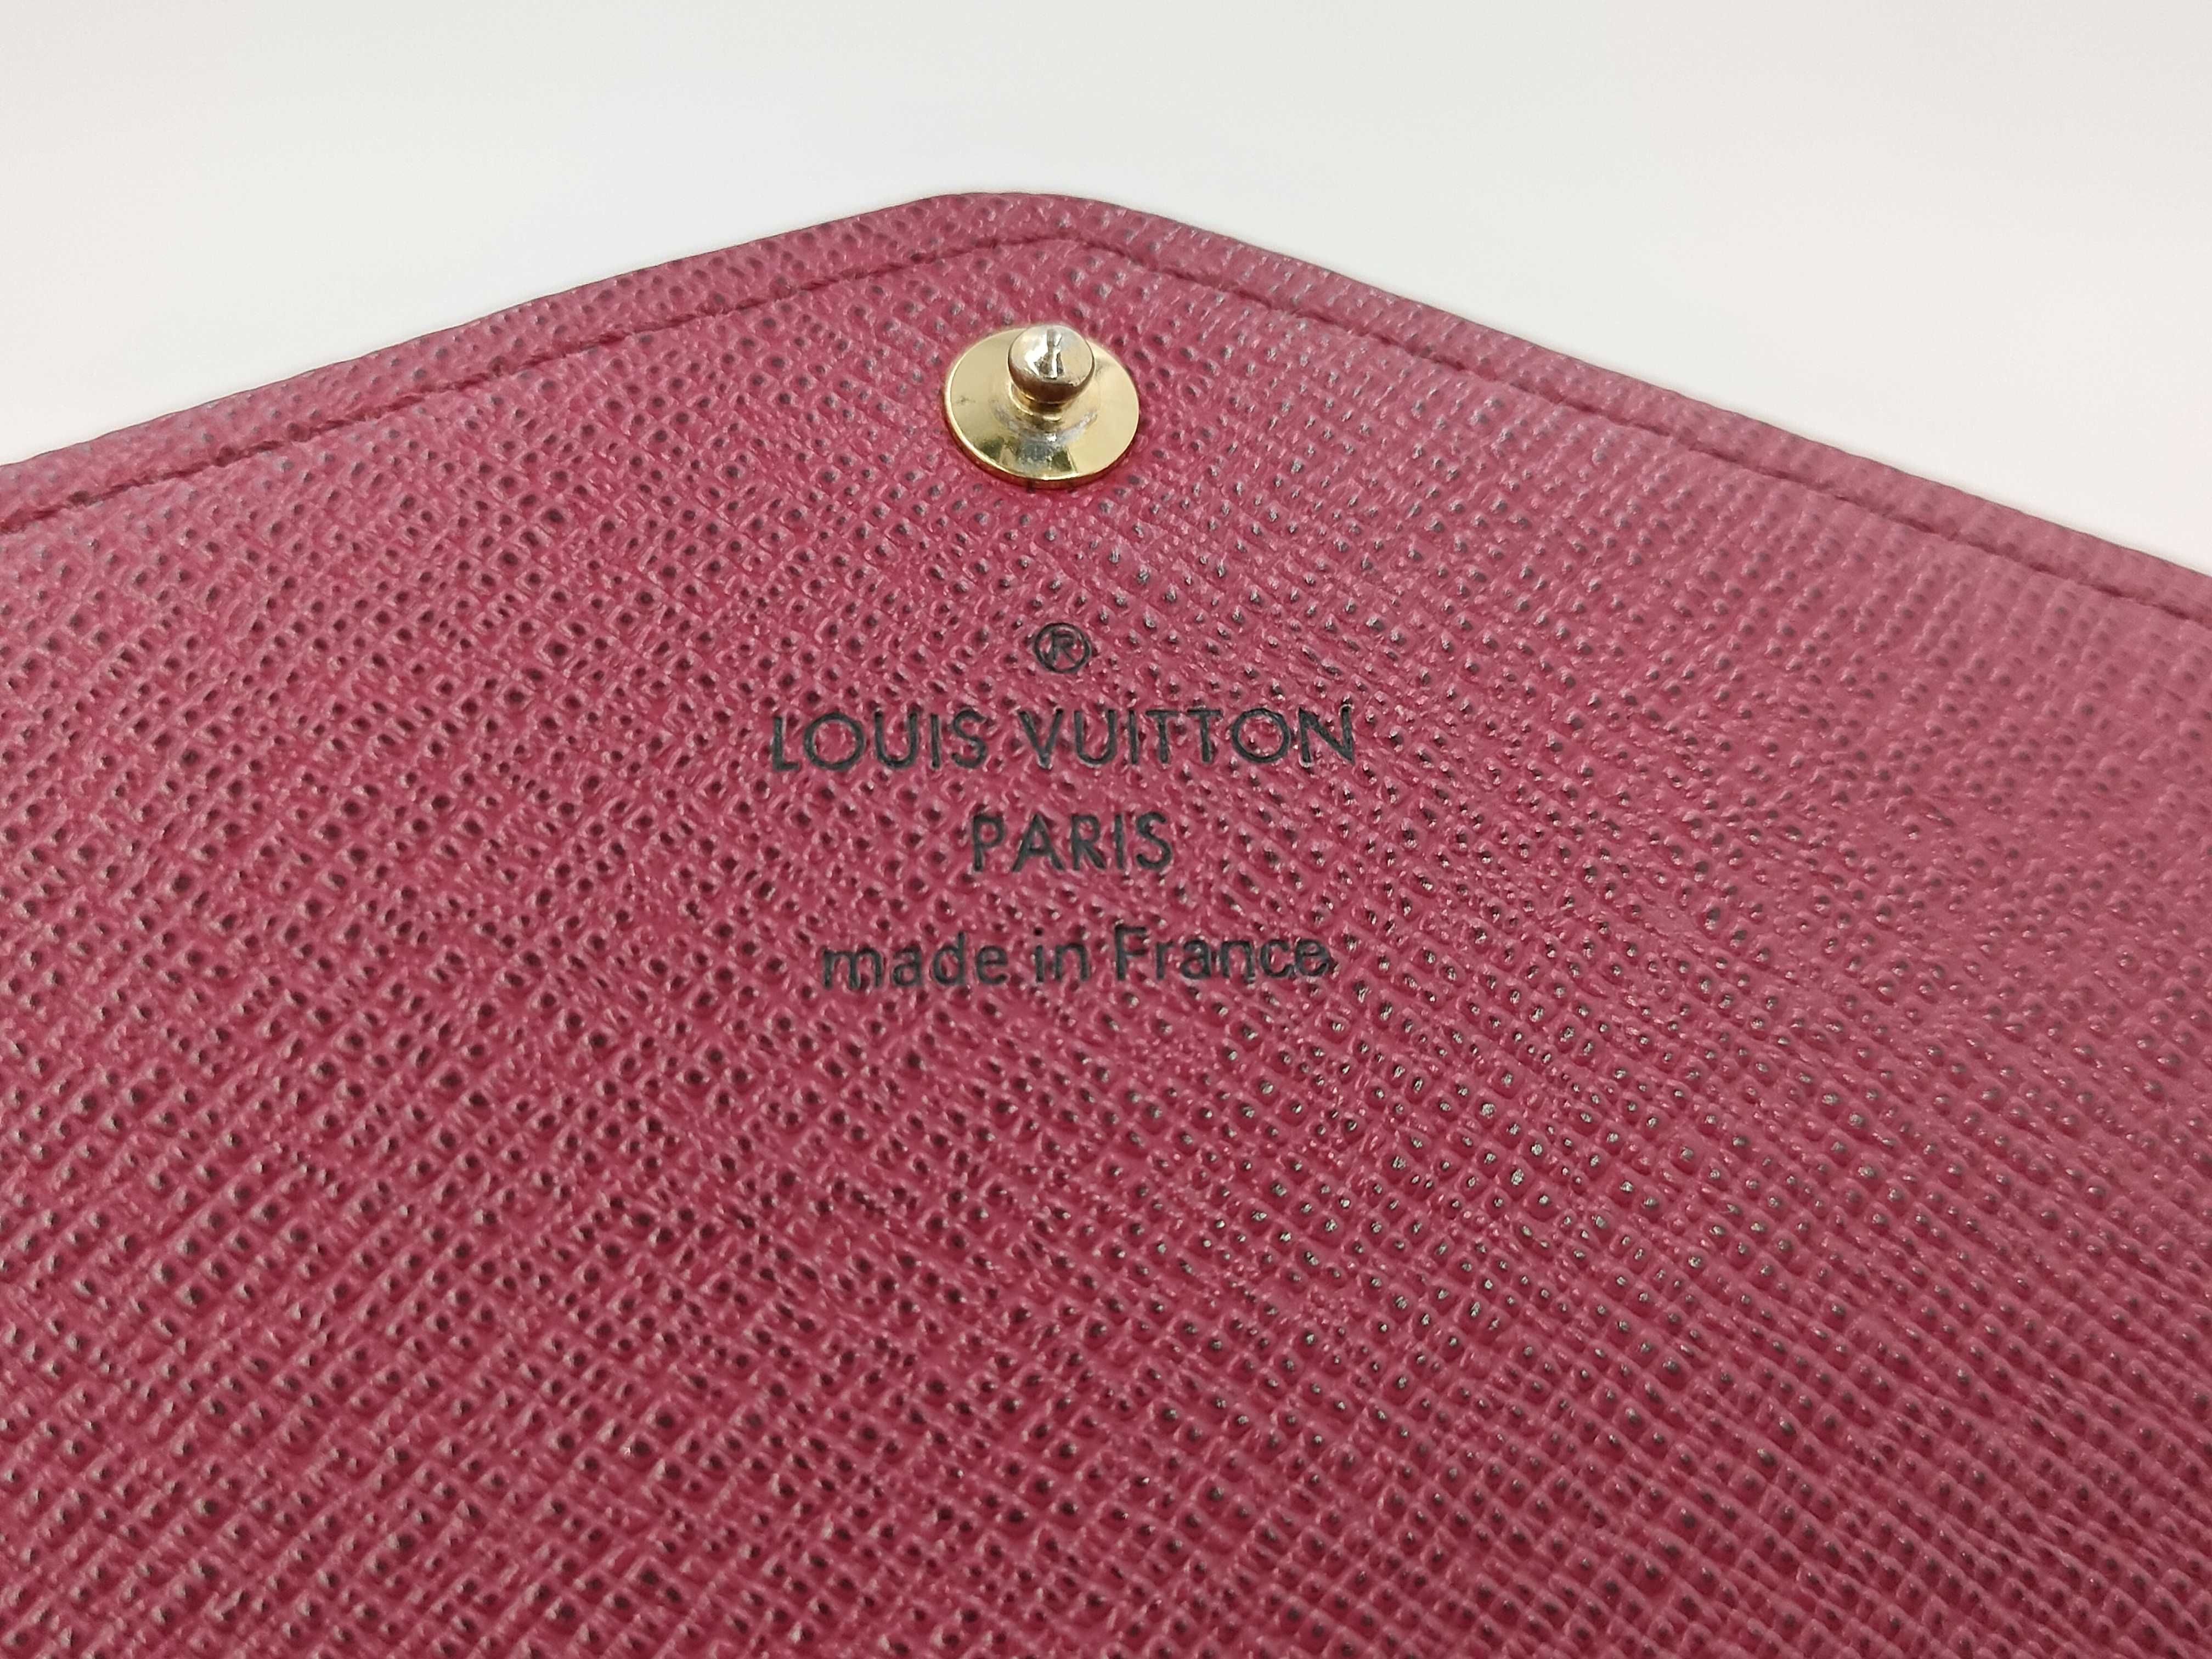 ®
LOUIS VUITTON
PARIS
made in France